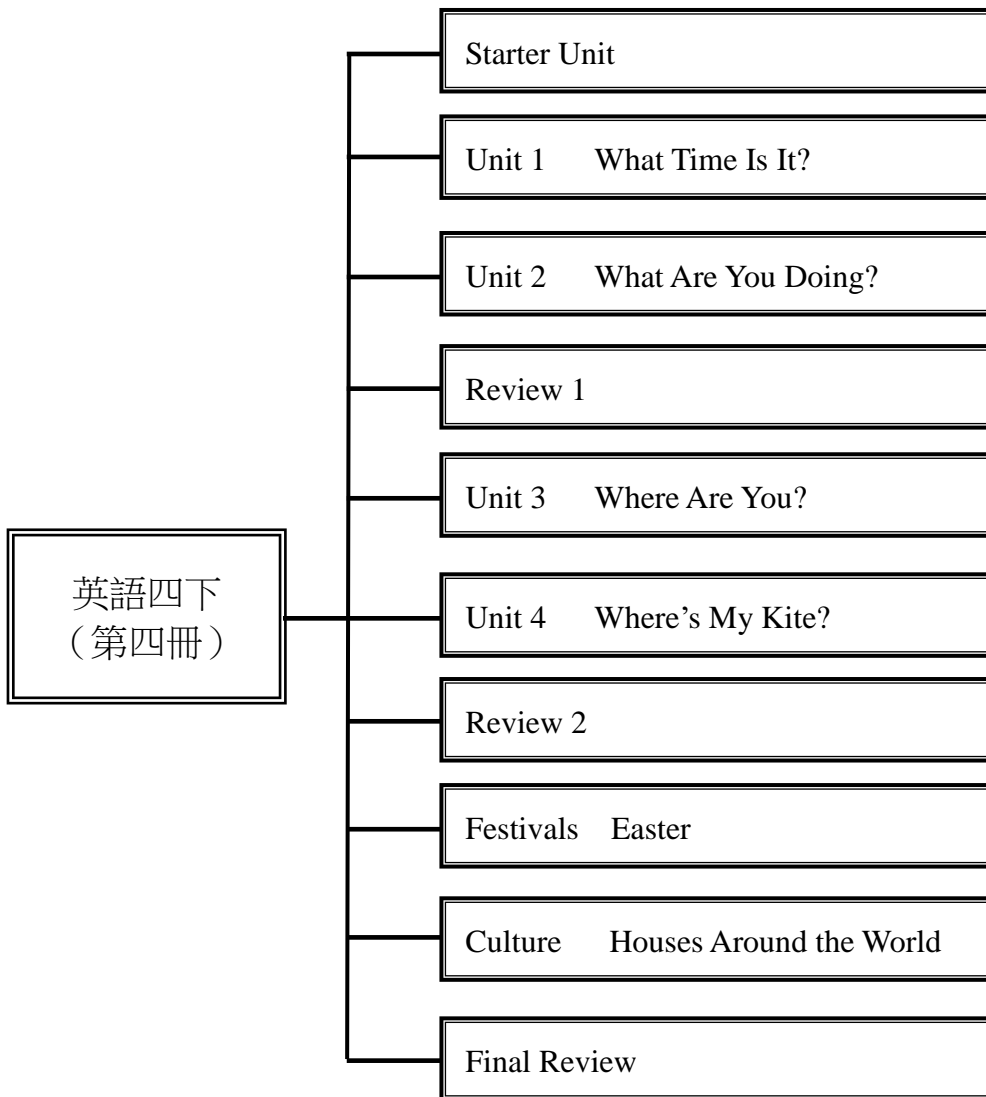 Starter Unit
Unit 1 What Time Is It?
Unit 2 What Are You Doing?
Review 1
Unit 3 Where Are You?
英語四下
（第四冊）
Unit 4 Where’s My Kite?
Review 2
Festivals Easter
Culture Houses Around the World
Final Review